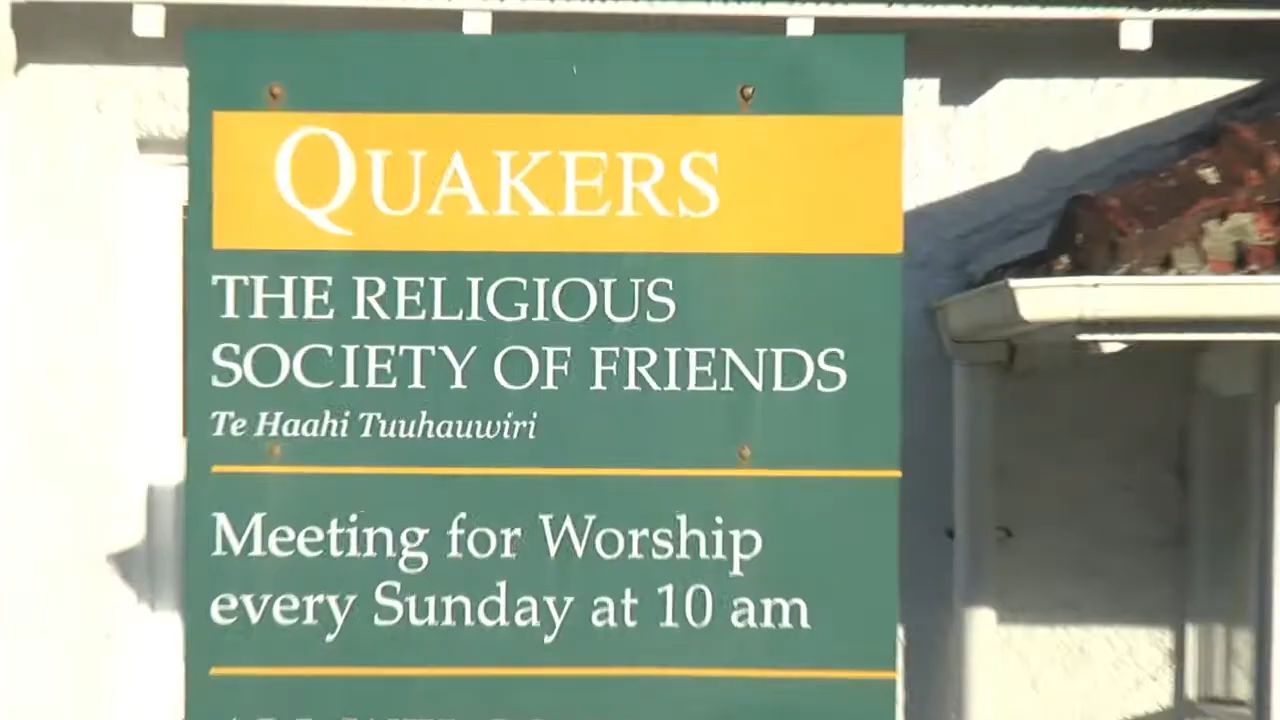 QUAKERS
THE RELIGIOUS
SOCIETY OF FRIENDS
Te Haahi Tuuhauwiri
Meeting for Worship
every Sunday at 10 am